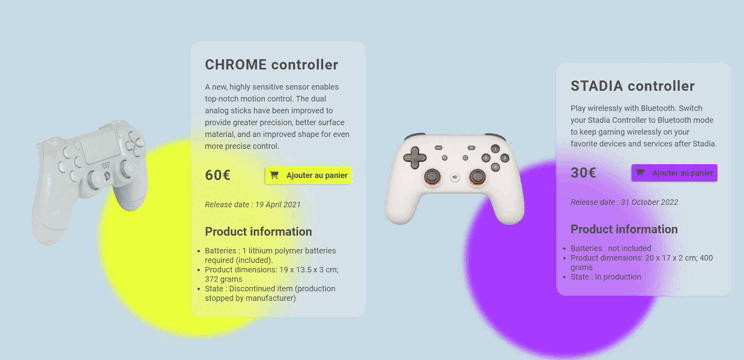 CHROME controller
A new, highly sensitive sensor enables
top-notch motion control. The dual
analog sticks have been improved to
provide greater precision, better surface
material, and an improved shape for even
more precise control.
60€
Ajouter au panier
Release date : 19 April 2021
Product information
• Batteries : 1 lithium polymer batteries
required (included).
• Product dimensions: 19 x 13.5 x 3 cm;
372 grams
• State : Discontinued item (production
stopped by manufacturer)
STADIA controller
Play wirelessly with Bluetooth. Switch
your Stadia Controller to Bluetooth mode
to keep gaming wirelessly on your
favorite devices and services after Stadia.
30€
Ajouter au panier
Release date : 31 October 2022
Product information
• Batteries : not included
• Product dimensions: 20 x 17 x 2 cm; 400
grams
• State : In production